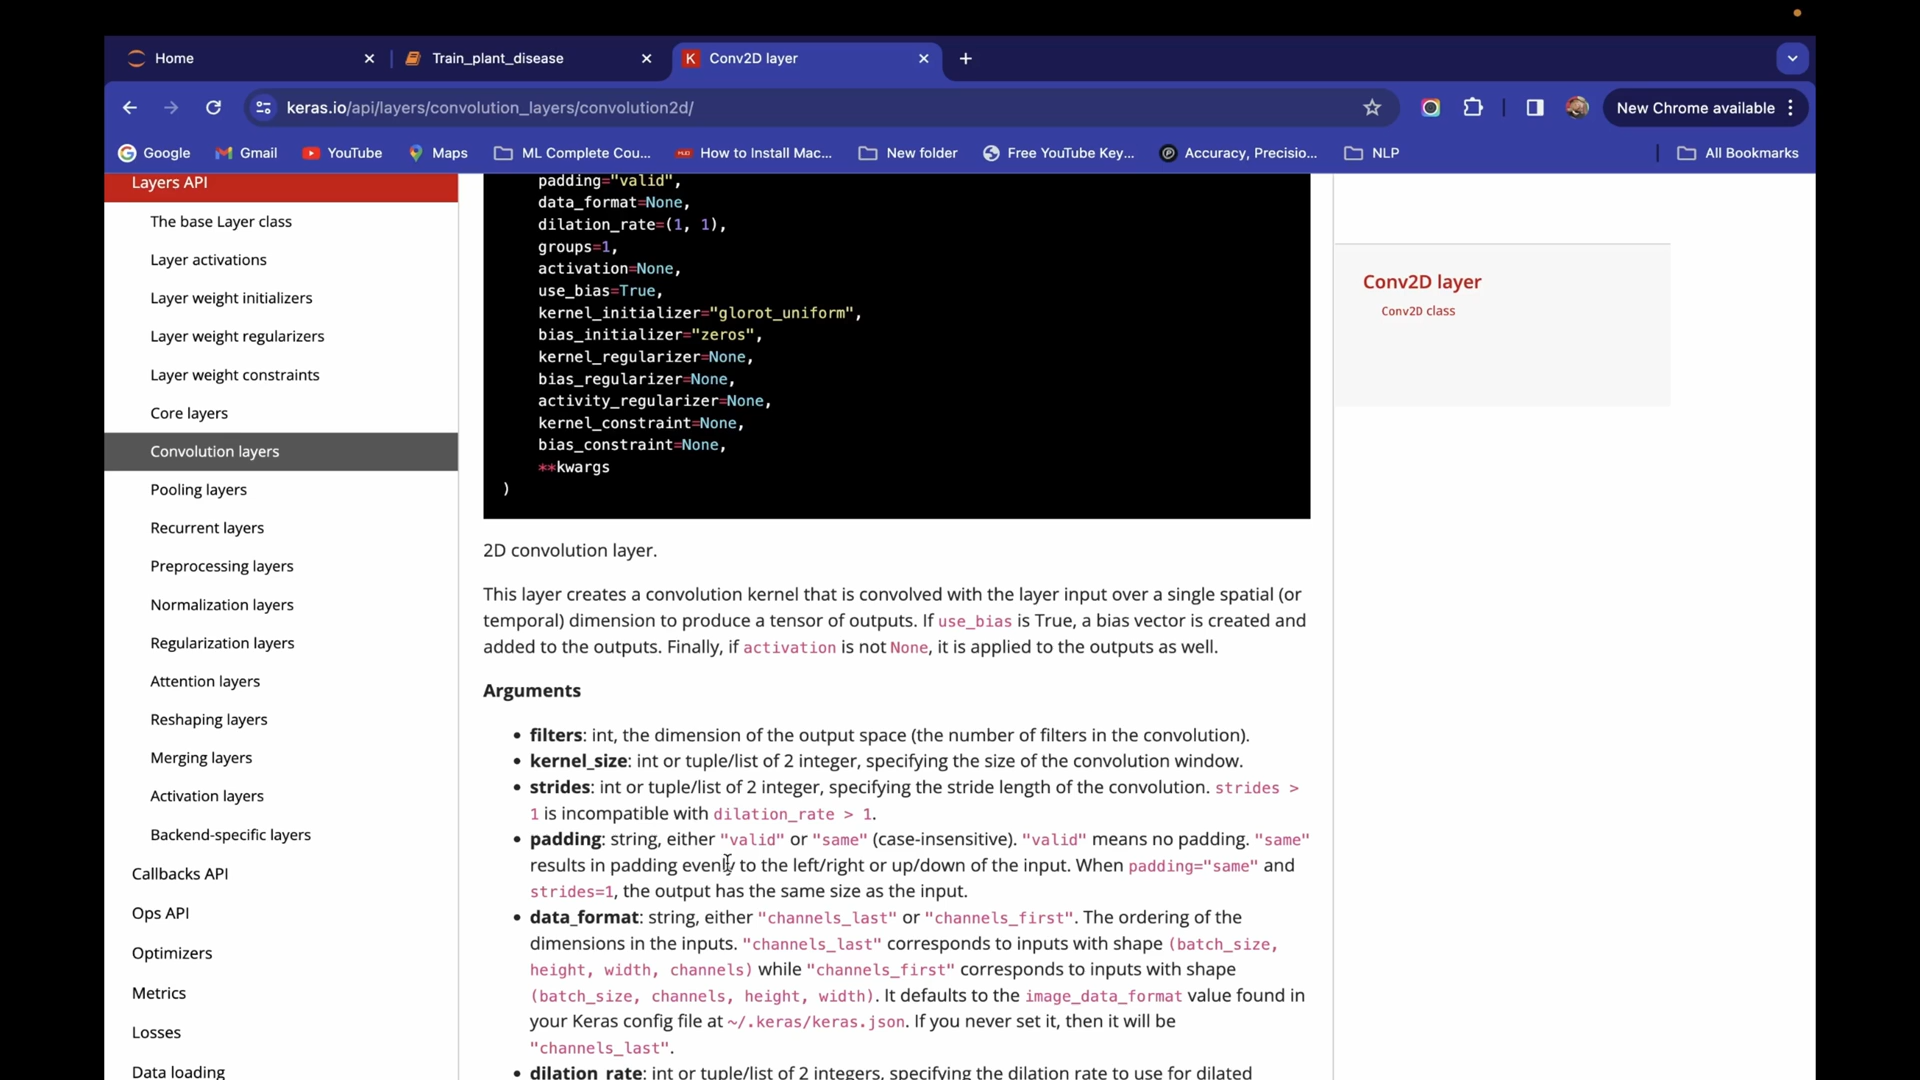 Home
Train_plant_disease
K Conv2D layer
keras.io/api/layers/convolution_layers/convolution2d/
New Chrome available
Google
Gmail
YouTube
Maps
ML Complete Cou...
How to Install Mac...
New folder
Free YouTube Key...
Accuracy, Precisio...
NLP
All Bookmarks
Layers API
The base Layer class
Layer activations
Layer weight initializers
Layer weight regularizers
Layer weight constraints
Core layers
Convolution layers
Pooling layers
Recurrent layers
Preprocessing layers
Normalization layers
Regularization layers
Attention layers
Reshaping layers
Merging layers
Activation layers
Backend-specific layers
Callbacks API
Ops API
Optimizers
Metrics
Losses
Data loading
padding="valid",
data_format=None,
dilation_rate=(1, 1),
groups=1,
activation=None,
use_bias=True,
kernel_initializer="glorot_uniform",
bias_initializer="zeros",
kernel_regularizer=None,
bias_regularizer=None,
activity_regularizer=None,
kernel_constraint=None,
bias_constraint=None,
**kwargs
)
2D convolution layer.
This layer creates a convolution kernel that is convolved with the layer input over a single spatial (or
temporal) dimension to produce a tensor of outputs. If use_bias is True, a bias vector is created and
added to the outputs. Finally, if activation is not None, it is applied to the outputs as well.
Arguments
• filters: int, the dimension of the output space (the number of filters in the convolution).
• kernel_size: int or tuple/list of 2 integer, specifying the size of the convolution window.
• strides: int or tuple/list of 2 integer, specifying the stride length of the convolution. strides >
1 is incompatible with dilation_rate > 1.
• padding: string, either "valid" or "same" (case-insensitive). "valid" means no padding. "same"
results in padding evenly to the left/right or up/down of the input. When padding="same" and
strides=1, the output has the same size as the input.
• data_format: string, either "channels_last" or "channels_first". The ordering of the
dimensions in the inputs. "channels_last" corresponds to inputs with shape (batch_size,
height, width, channels) while "channels_first" corresponds to inputs with shape
(batch_size, channels, height, width). It defaults to the image_data_format value found in
your Keras config file at ~/.keras/keras.json. If you never set it, then it will be
"channels_last".
• dilation_rate: int or tuple/list of 2 integers, specifying the dilation rate to use for dilated
Conv2D layer
Conv2D class